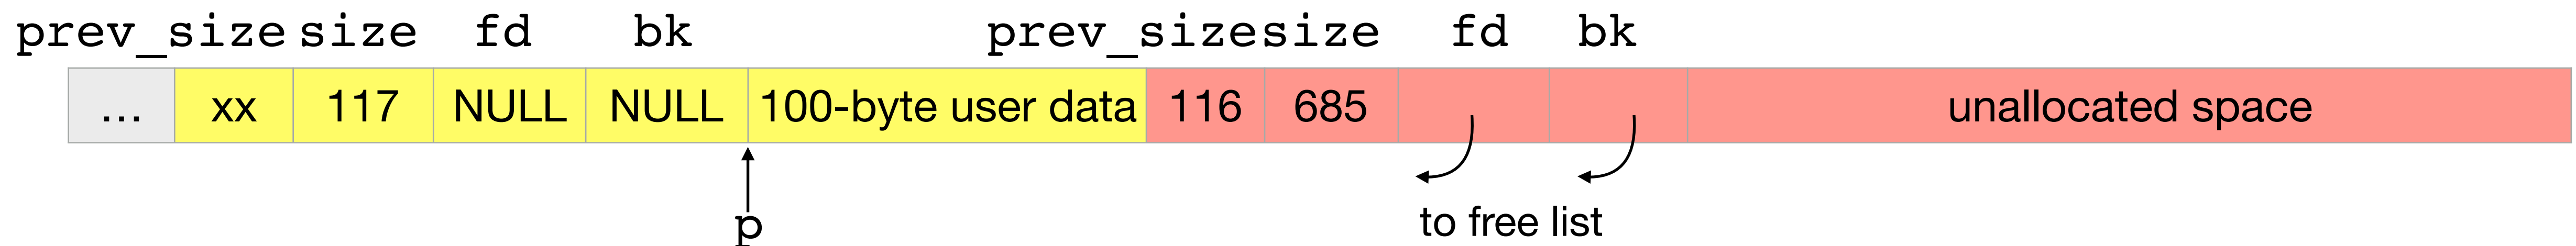 prev_size size fd bk prev_size size fd bk
... xx 117 NULL NULL 100-byte user data 116 685 unallocated space
p to free list